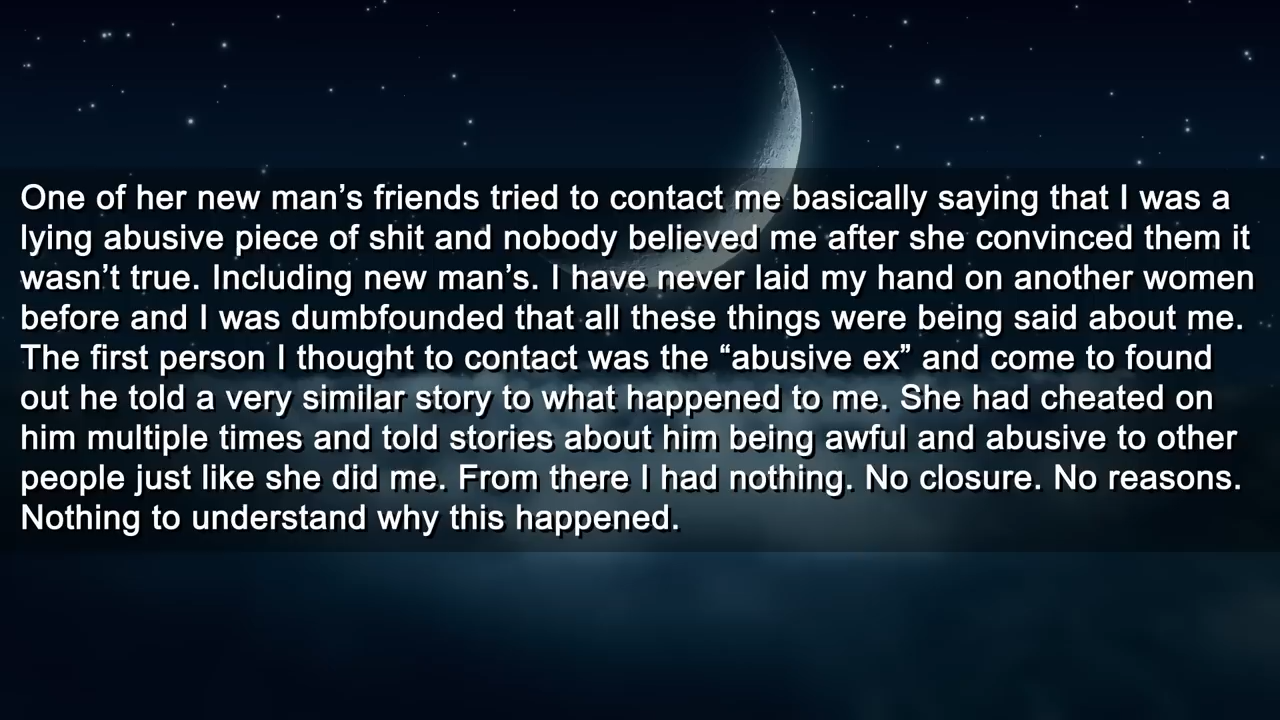 One of her new man’s friends tried to contact me basically saying that I was a
lying abusive piece of shit and nobody believed me after she convinced them it
wasn’t true. Including new man’s. I have never laid my hand on another women
before and I was dumbfounded that all these things were being said about me.
The first person I thought to contact was the “abusive ex” and come to found
out he told a very similar story to what happened to me. She had cheated on
him multiple times and told stories about him being awful and abusive to other
people just like she did me. From there I had nothing. No closure. No reasons.
Nothing to understand why this happened.